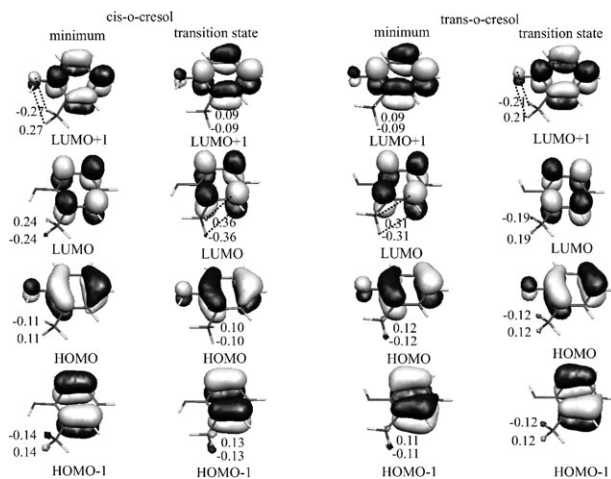 cis-o-cresol
trans-o-cresol
minimum
transition state
minimum
transition state
-0.27
0.27
LUMO+1
0.09
-0.09
LUMO+1
0.09
-0.09
LUMO+1
-0.21
0.21
LUMO+1
0.24
-0.24
LUMO
0.36
-0.36
LUMO
0.31
-0.31
LUMO
-0.19
0.19
LUMO
-0.11
0.11
HOMO
0.10
-0.10
HOMO
0.12
-0.12
HOMO
-0.12
0.12
HOMO
-0.14
0.14
HOMO-1
0.13
-0.13
HOMO-1
0.11
-0.11
HOMO-1
-0.12
0.12
HOMO-1